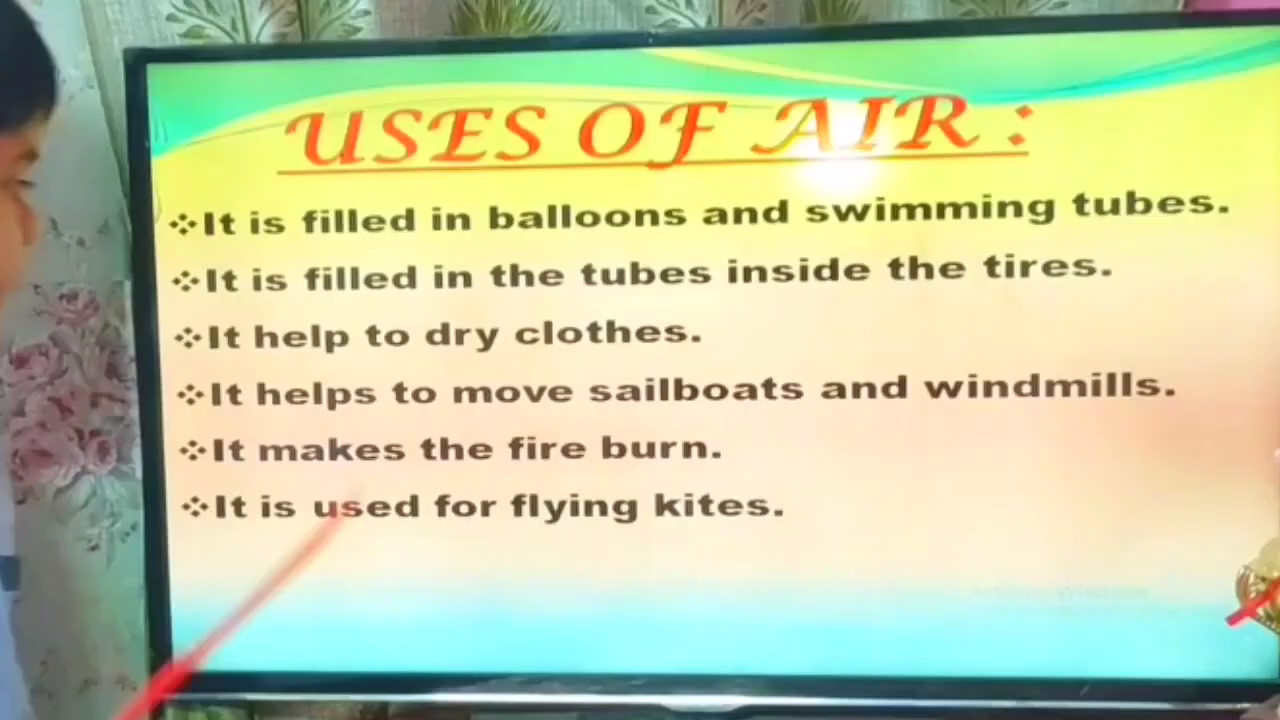 USES OF AIR :
❖It is filled in balloons and swimming tubes.
❖It is filled in the tubes inside the tires.
❖It help to dry clothes.
❖It helps to move sailboats and windmills.
❖It makes the fire burn.
❖It is used for flying kites.